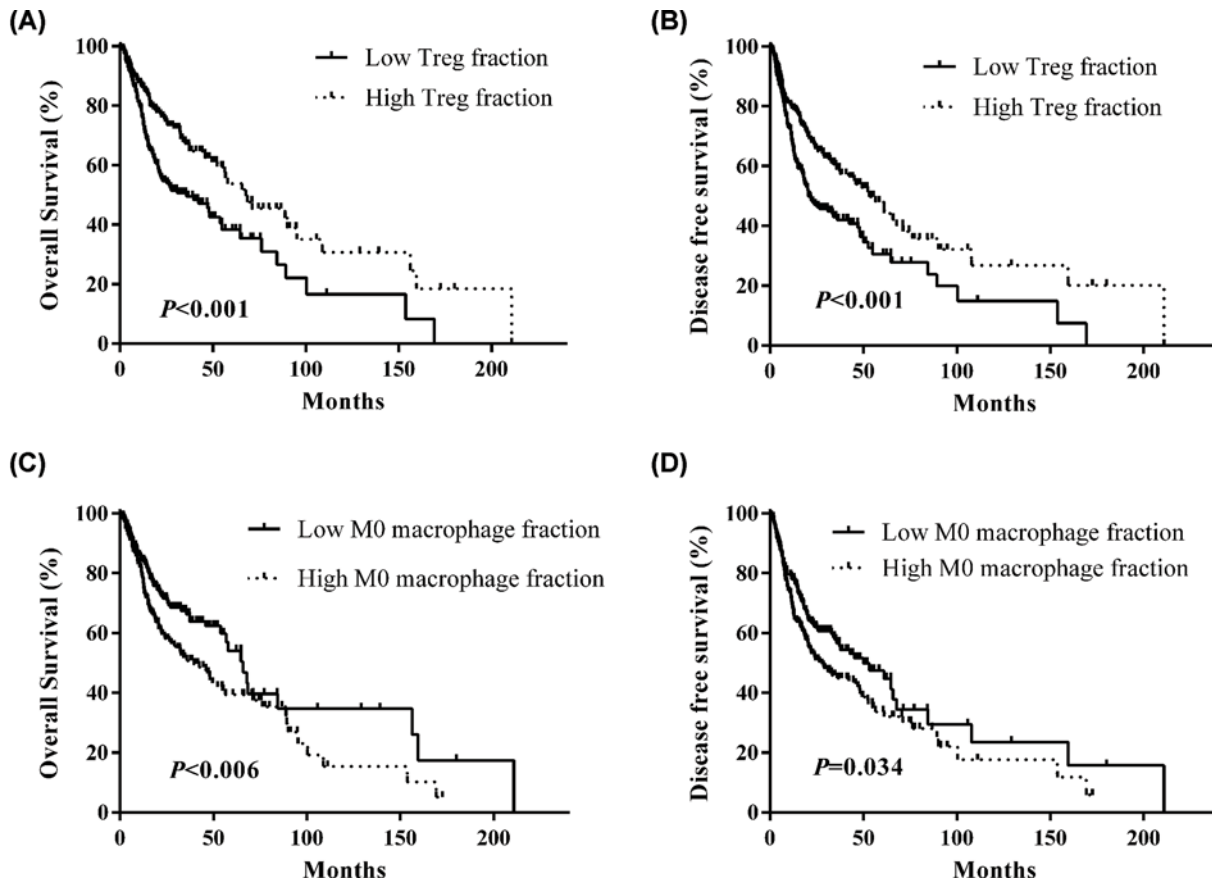 (A)
Overall Survival (%)
100
80
60
40
20
0
Low Treg fraction
High Treg fraction
P<0.001
0 50 100 150 200
Months
(B)
Disease free survival (%)
100
80
60
40
20
0
Low Treg fraction
High Treg fraction
P<0.001
0 50 100 150 200
Months
(C)
Overall Survival (%)
100
80
60
40
20
0
Low M0 macrophage fraction
High M0 macrophage fraction
P<0.006
0 50 100 150 200
Months
(D)
Disease free survival (%)
100
80
60
40
20
0
Low M0 macrophage fraction
High M0 macrophage fraction
P=0.034
0 50 100 150 200
Months